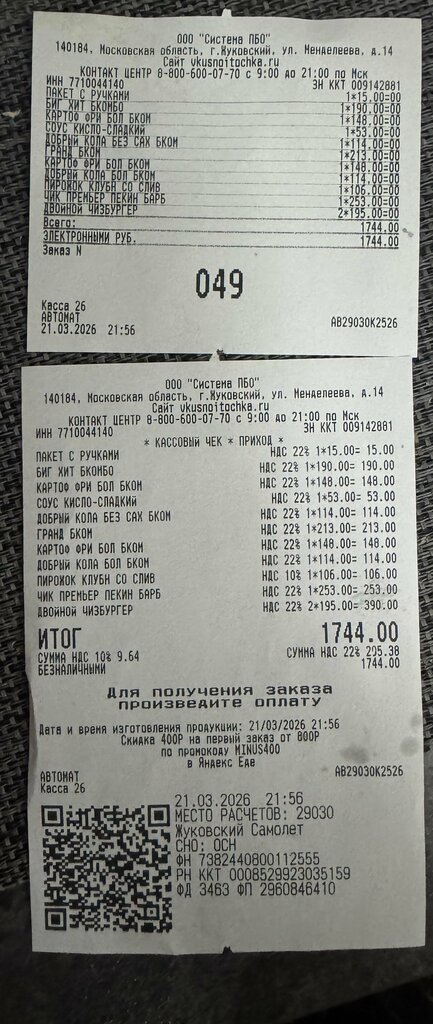 ООО "Система ПБО"
140184, Московская область, г.Жуковский, ул. Менделеева, д.14
Сайт vkusnoitochka.ru
КОНТАКТ ЦЕНТР 8-800-600-07-70 с 9:00 до 21:00 по Мск
ИНН 7710044140 ЗН ККТ 009142881
ПАКЕТ С РУЧКАМИ 1*15.00=00
БИГ ХИТ БКОМБО 1*190.00=00
КАРТОФ ФРИ БОЛ БКОМ 1*148.00=00
СОУС КИСЛО-СЛАДКИЙ 1*53.00=00
ДОБРЫЙ КОЛА БЕЗ САХ БКОМ 1*114.00=00
ГРАНД БКОМ 1*213.00=00
КАРТОФ ФРИ БОЛ БКОМ 1*148.00=00
ДОБРЫЙ КОЛА БОЛ БКОМ 1*114.00=00
ПИРОЖОК КЛУБН СО СЛИВ 1*106.00=00
ЧИК ПРЕМЬЕР ПЕКИН БАРБ 1*253.00=00
ДВОЙНОЙ ЧИЗБУРГЕР 2*195.00=00
Всего: 1744.00
ЭЛЕКТРОННЫМИ РУБ. 1744.00
Заказ N
049
Касса 26
АВТОМАТ АВ29030K2526
21.03.2026 21:56
ООО "Система ПБО"
140184, Московская область, г.Жуковский, ул. Менделеева, д.14
Сайт vkusnoitochka.ru
КОНТАКТ ЦЕНТР 8-800-600-07-70 с 9:00 до 21:00 по Мск
ИНН 7710044140 ЗН ККТ 009142881
* КАССОВЫЙ ЧЕК * ПРИХОД *
ПАКЕТ С РУЧКАМИ НДС 22% 1*15.00= 15.00
БИГ ХИТ БКОМБО НДС 22% 1*190.00= 190.00
КАРТОФ ФРИ БОЛ БКОМ НДС 22% 1*148.00= 148.00
СОУС КИСЛО-СЛАДКИЙ НДС 22% 1*53.00= 53.00
ДОБРЫЙ КОЛА БЕЗ САХ БКОМ НДС 22% 1*114.00= 114.00
ГРАНД БКОМ НДС 22% 1*213.00= 213.00
КАРТОФ ФРИ БОЛ БКОМ НДС 22% 1*148.00= 148.00
ДОБРЫЙ КОЛА БОЛ БКОМ НДС 22% 1*114.00= 114.00
ПИРОЖОК КЛУБН СО СЛИВ НДС 10% 1*106.00= 106.00
ЧИК ПРЕМЬЕР ПЕКИН БАРБ НДС 22% 1*253.00= 253.00
ДВОЙНОЙ ЧИЗБУРГЕР НДС 22% 2*195.00= 390.00
ИТОГ 1744.00
СУММА НДС 10% 9.64 СУММА НДС 22% 295.38
БЕЗНАЛИЧНЫМИ 1744.00
Для получения заказа
произведите оплату
Дата и время изготовления продукции: 21/03/2026 21:56
Скидка 400Р на первый заказ от 800Р
по промокоду MINUS400
в Яндекс Еде
АВТОМАТ АВ29030K2526
Касса 26
21.03.2026 21:56
МЕСТО РАСЧЕТОВ: 29030
Жуковский Самолет
СНО: ОСН
ФН 7382440800112555
РН ККТ 0008529923035159
ФД 3463 ФП 2960846410